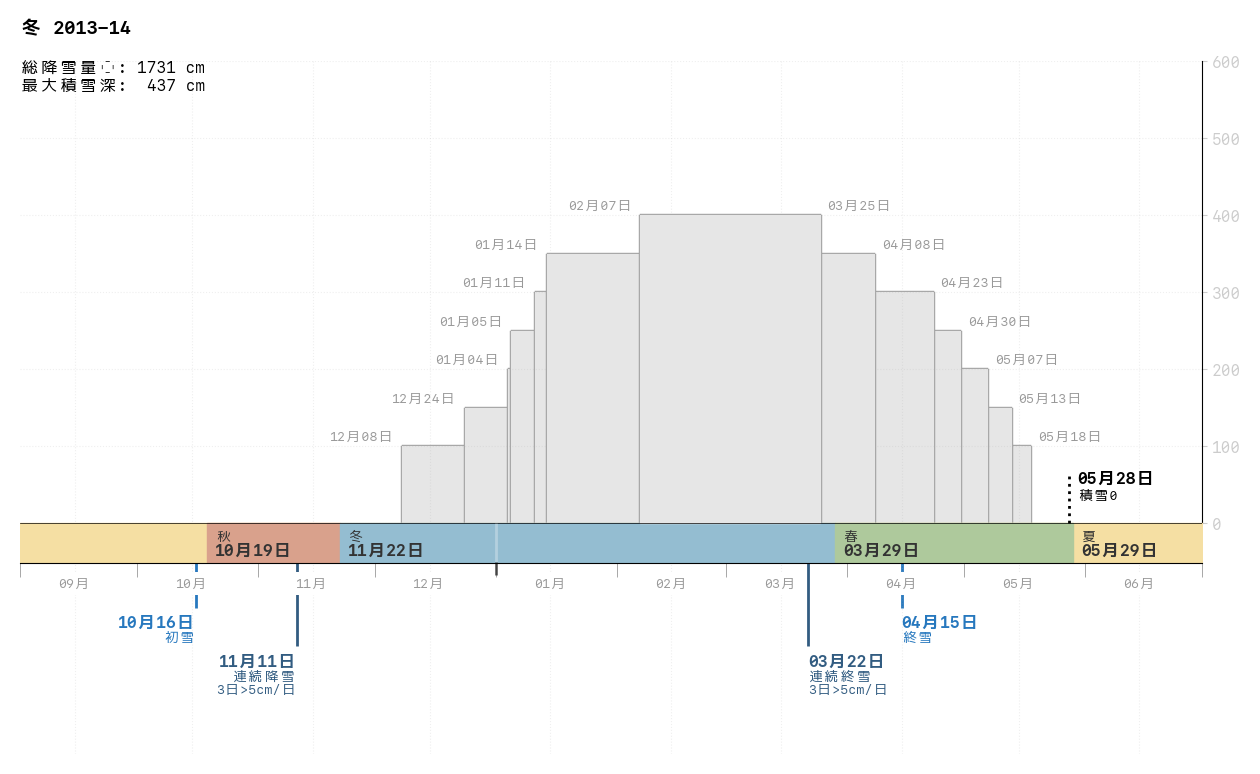 冬 2013–14
総降雪量: 1731 cm
最大積雪深: 437 cm
600
500
400
300
200
100
0
02月07日
03月25日
01月14日
04月08日
01月11日
04月23日
01月05日
04月30日
01月04日
05月07日
12月24日
05月13日
12月08日
05月18日
05月28日
積雪0
秋
10月19日
冬
11月22日
春
03月29日
夏
05月29日
09月
10月
11月
12月
01月
02月
03月
04月
05月
06月
10月16日
初雪
04月15日
終雪
11月11日
連続降雪
3日>5cm/日
03月22日
連続終雪
3日>5cm/日